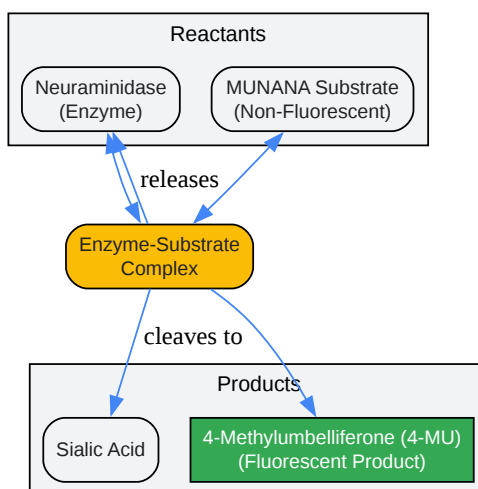 Reactants
Neuraminidase
(Enzyme)
MUNANA Substrate
(Non-Fluorescent)
releases
Enzyme-Substrate
Complex
cleaves to
Products
Sialic Acid
4-Methylumbelliferone (4-MU)
(Fluorescent Product)